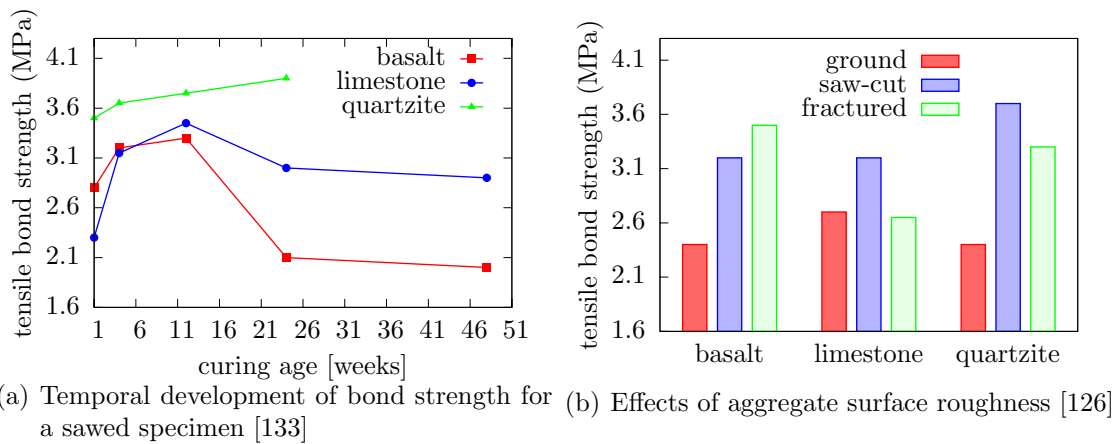 tensile bond strength (MPa)
4.1
3.6
3.1
2.6
2.1
1.6
basalt
limestone
quartzite
1 6 11 16 21 26 31 36 41 46 51
curing age [weeks]
(a) Temporal development of bond strength for
a sawed specimen [133]
tensile bond strength (MPa)
4.1
3.6
3.1
2.6
2.1
1.6
ground
saw-cut
fractured
basalt limestone quartzite
(b) Effects of aggregate surface roughness [126]